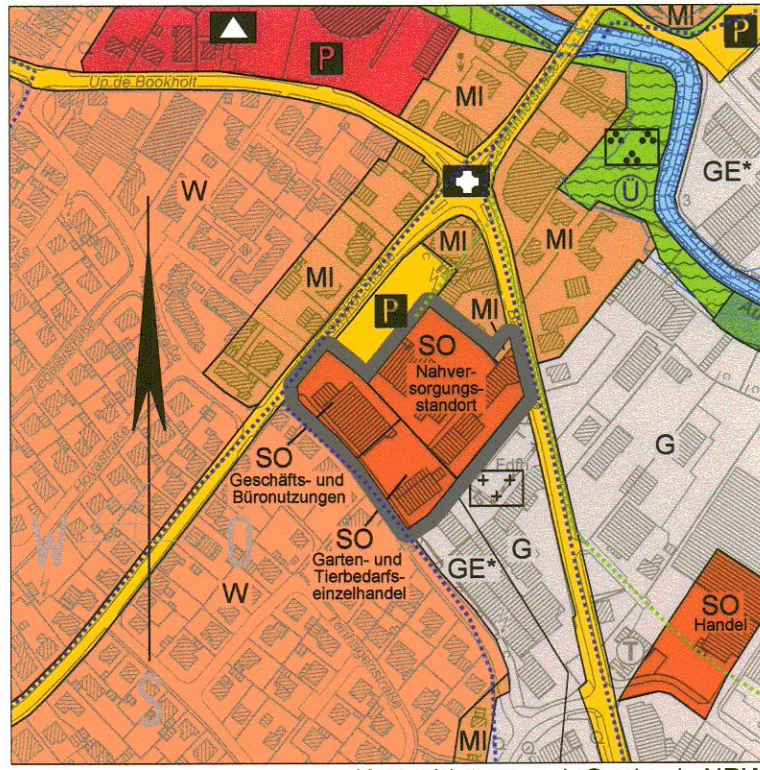 MI
P
P
Up de Bookholt
MI
GE*
W
Ü
MI
MI
MI
P
MI
SO
Nahver-
sorgungs-
standort
G
SO
Geschäfts- und
Büronutzungen
G
SO
Garten- und
Tierbedarfs-
einzelhandel
GE*
W
O
W
SO
Handel
T
S
MI